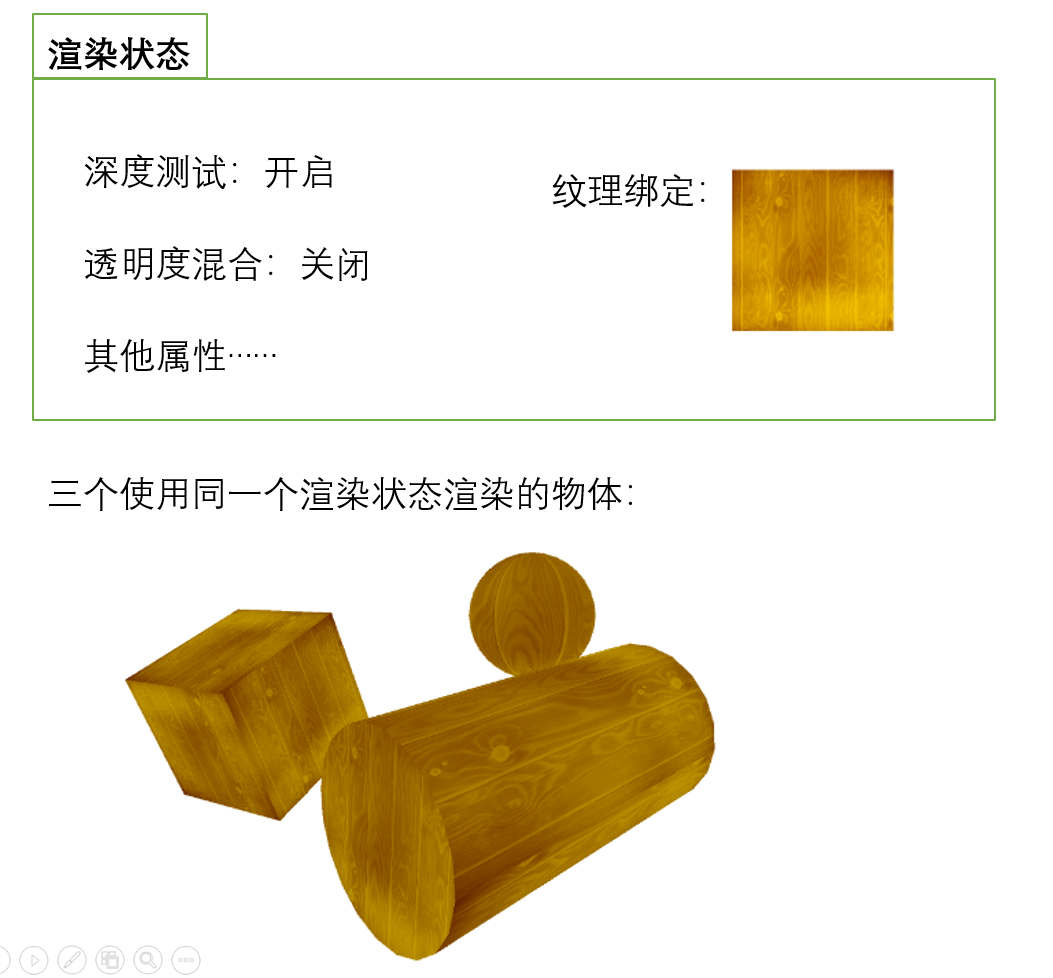 渲染状态
深度测试：开启
纹理绑定：
透明度混合：关闭
其他属性……
三个使用同一个渲染状态渲染的物体：